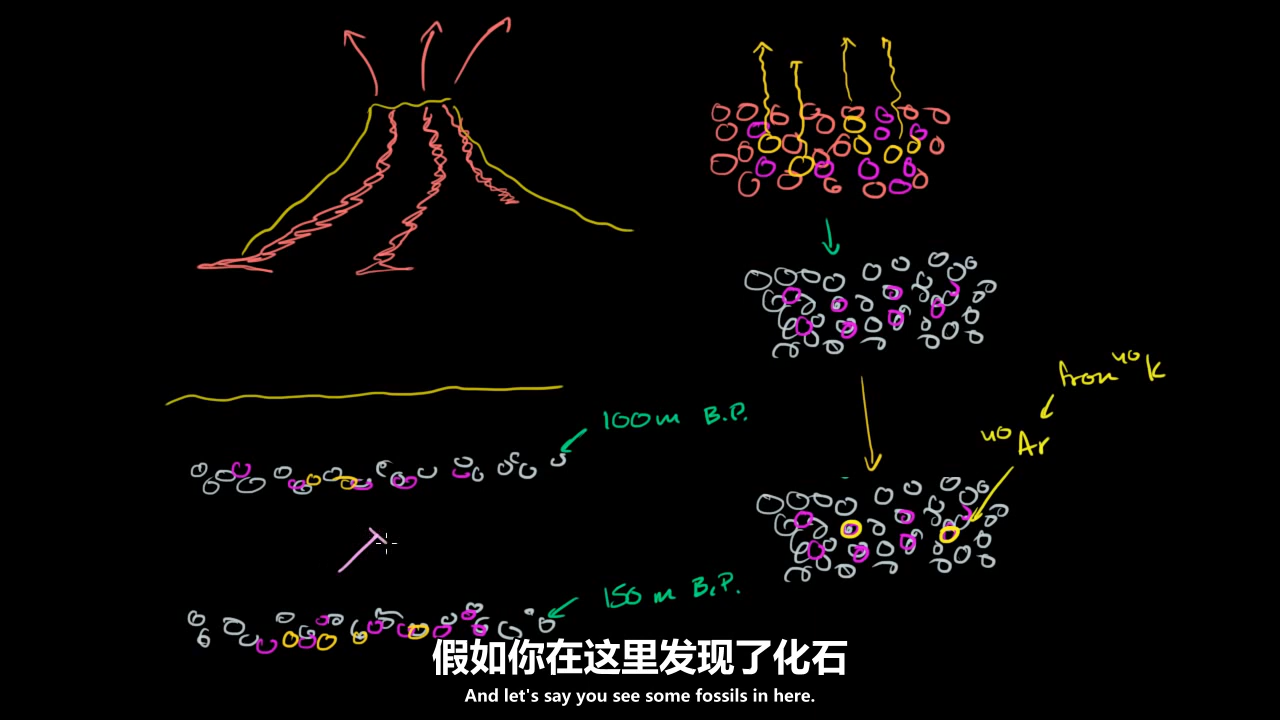 from ⁴⁰K
100m B.P.
⁴⁰Ar
150m B.P.
假如你在这里发现了化石
And let's say you see some fossils in here.